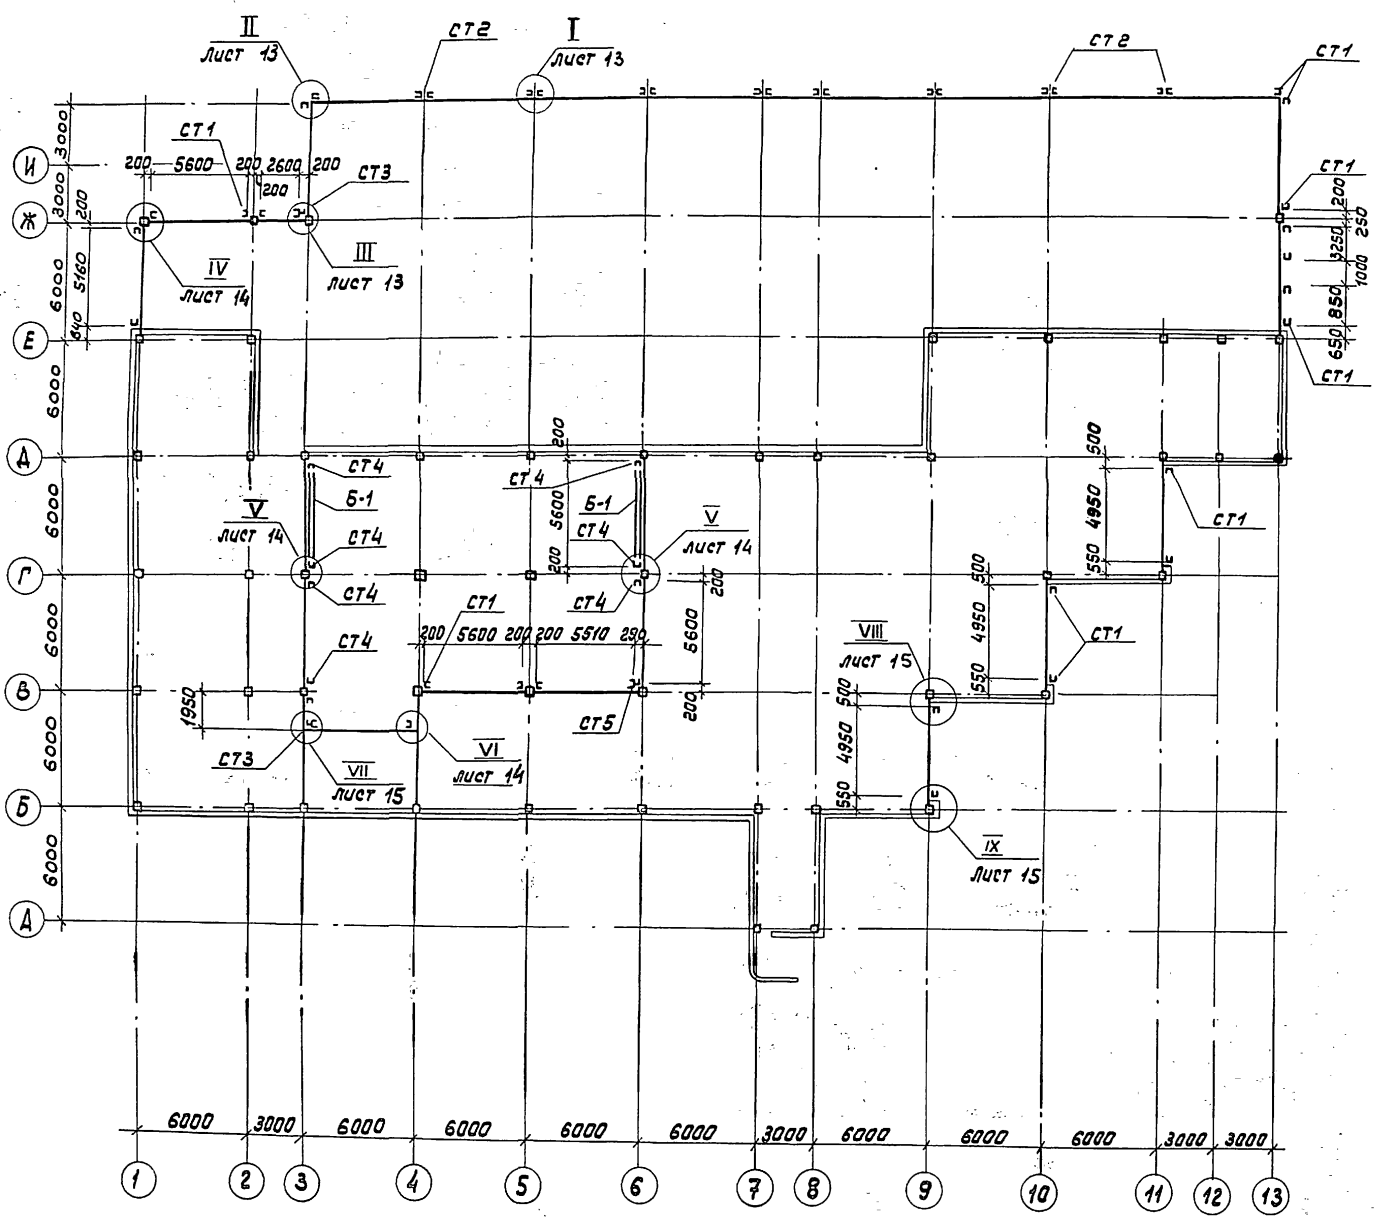 II
лист 13
СТ2
I
лист 13
СТ2
СТ1
3000
СТ1
200 5600 200 2600 200
200
СТ3
СТ1
И
3000
200
Ж
200
250
3250
1000
III
лист 13
IV
лист 14
6000
5160
640
850
650
Е
СТ1
6000
200
500
Д
СТ4
СТ4
Б-1
5600
Б-1
4950
СТ1
6000
V
лист 14
СТ4
СТ4
V
лист 14
200
550
Г
СТ4
СТ4
200
500
СТ1
200 5600 200 200 5510 290
5600
4950
СТ1
6000
СТ4
VIII
лист 15
550
В
1950
СТ5
200
500
СТ3
VII
лист 15
VI
лист 14
4950
6000
550
Б
IX
лист 15
6000
А
6000 3000 6000 6000 6000 6000 3000 6000 6000 6000 3000 3000
1 2 3 4 5 6 7 8 9 10 11 12 13